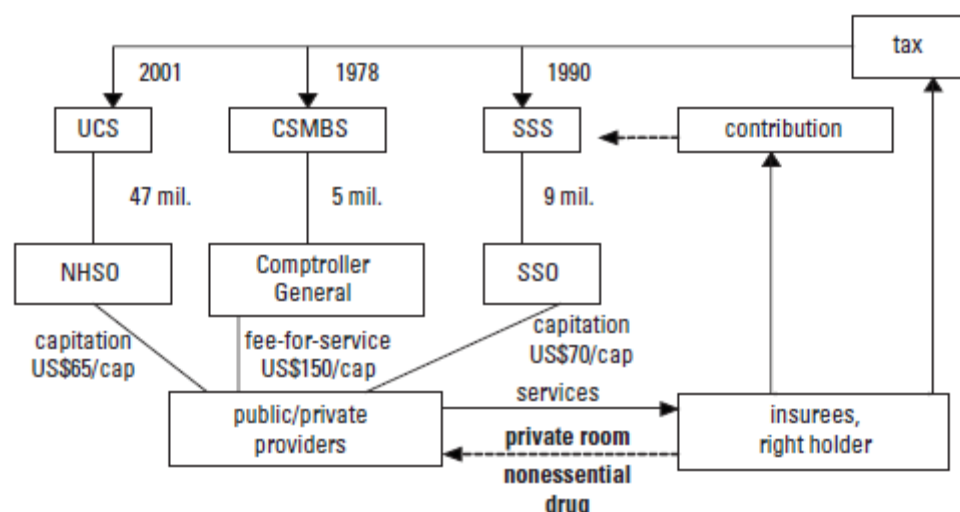 tax
2001
1978
1990
UCS
CSMBS
SSS
contribution
47 mil.
5 mil.
9 mil.
NHSO
Comptroller
General
SSO
capitation
US$65/cap
fee-for-service
US$150/cap
capitation
US$70/cap
public/private
providers
services
private room
nonessential
drug
insurees,
right holder